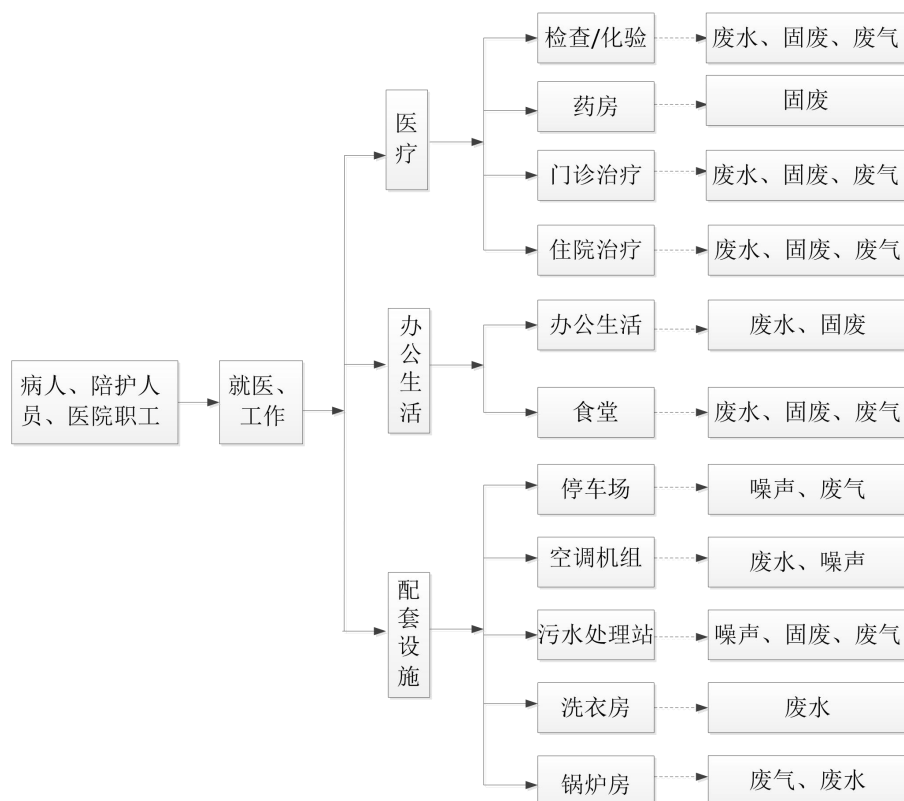 病人、陪护人
员、医院职工
就医、
工作
医
疗
检查/化验
废水、固废、废气
药房
固废
门诊治疗
废水、固废、废气
住院治疗
废水、固废、废气
办
公
生
活
办公生活
废水、固废
食堂
废水、固废、废气
配
套
设
施
停车场
噪声、废气
空调机组
废水、噪声
污水处理站
噪声、固废、废气
洗衣房
废水
锅炉房
废气、废水